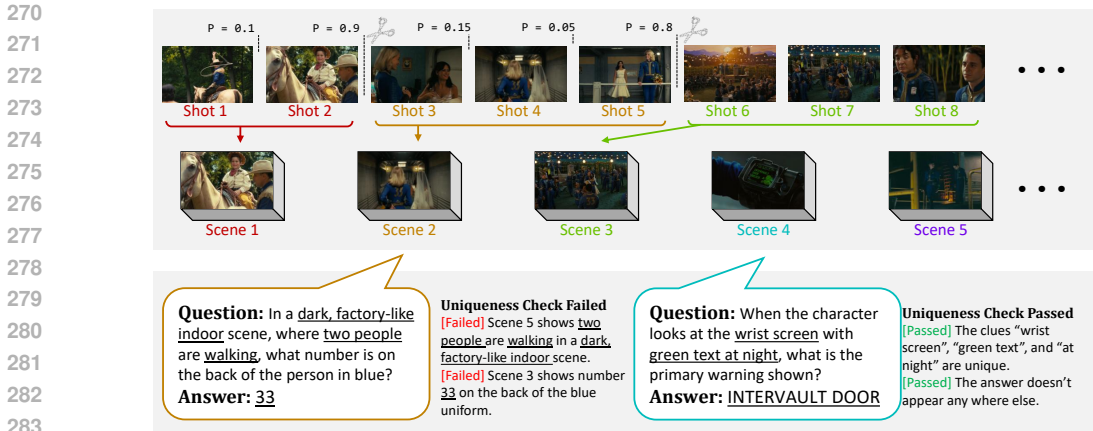 270
271
272
273
274
275
276
277
278
279
280
281
282
283
P = 0.1
P = 0.9
P = 0.15
P = 0.05
P = 0.8
Shot 1
Shot 2
Shot 3
Shot 4
Shot 5
Shot 6
Shot 7
Shot 8
• • •
Scene 1
Scene 2
Scene 3
Scene 4
Scene 5
• • •
Question: In a dark, factory-like
indoor scene, where two people
are walking, what number is on
the back of the person in blue?
Answer: 33
Uniqueness Check Failed
[Failed] Scene 5 shows two
people are walking in a dark,
factory-like indoor scene.
[Failed] Scene 3 shows number
33 on the back of the blue
uniform.
Question: When the character
looks at the wrist screen with
green text at night, what is the
primary warning shown?
Answer: INTERVAULT DOOR
Uniqueness Check Passed
[Passed] The clues “wrist
screen”, “green text”, and “at
night” are unique.
[Passed] The answer doesn’t
appear any where else.